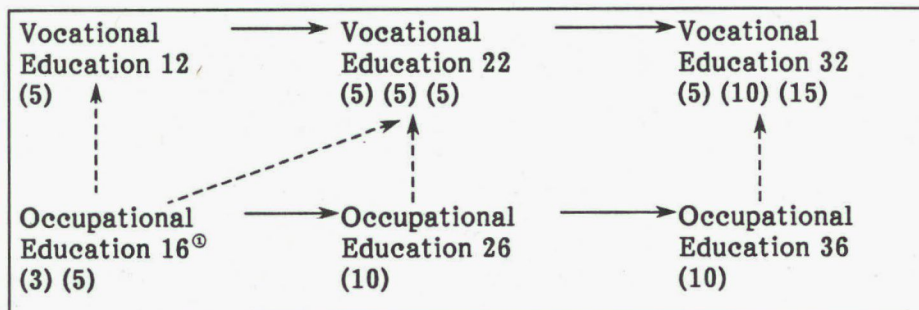 Vocational
Education 12
(5)
Vocational
Education 22
(5) (5) (5)
Vocational
Education 32
(5) (10) (15)
Occupational
Education 16①
(3) (5)
Occupational
Education 26
(10)
Occupational
Education 36
(10)